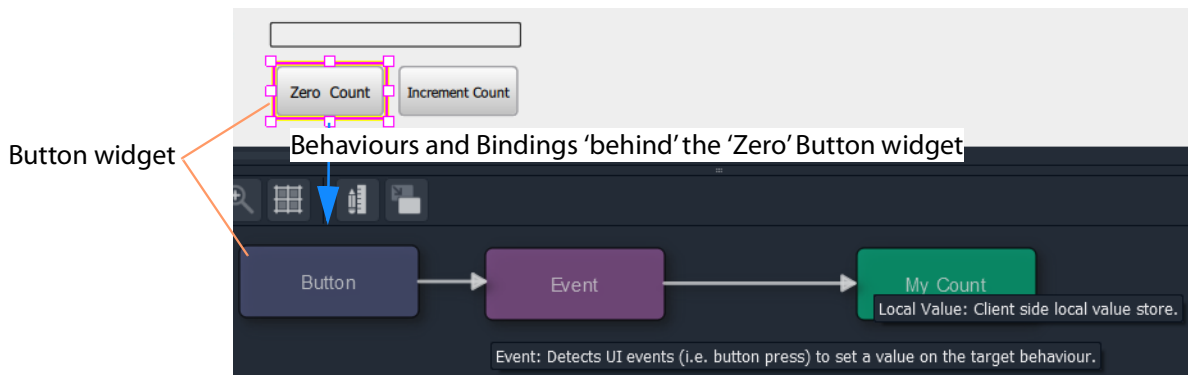 Zero Count
Increment Count
Button widget
Behaviours and Bindings ‘behind’ the ‘Zero’ Button widget
Button
Event
My Count
Local Value: Client side local value store.
Event: Detects UI events (i.e. button press) to set a value on the target behaviour.